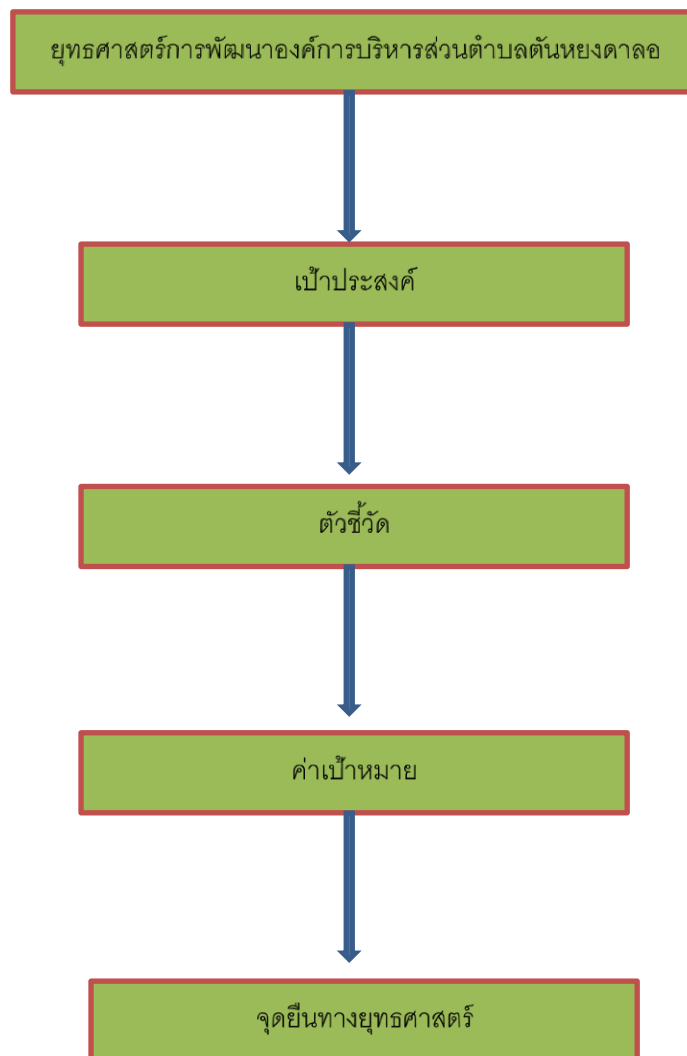 ยุทธศาสตร์การพัฒนาองค์การบริหารส่วนตำบลตันหยงดาลอ
เป้าประสงค์
ตัวชี้วัด
ค่าเป้าหมาย
จุดยืนทางยุทธศาสตร์